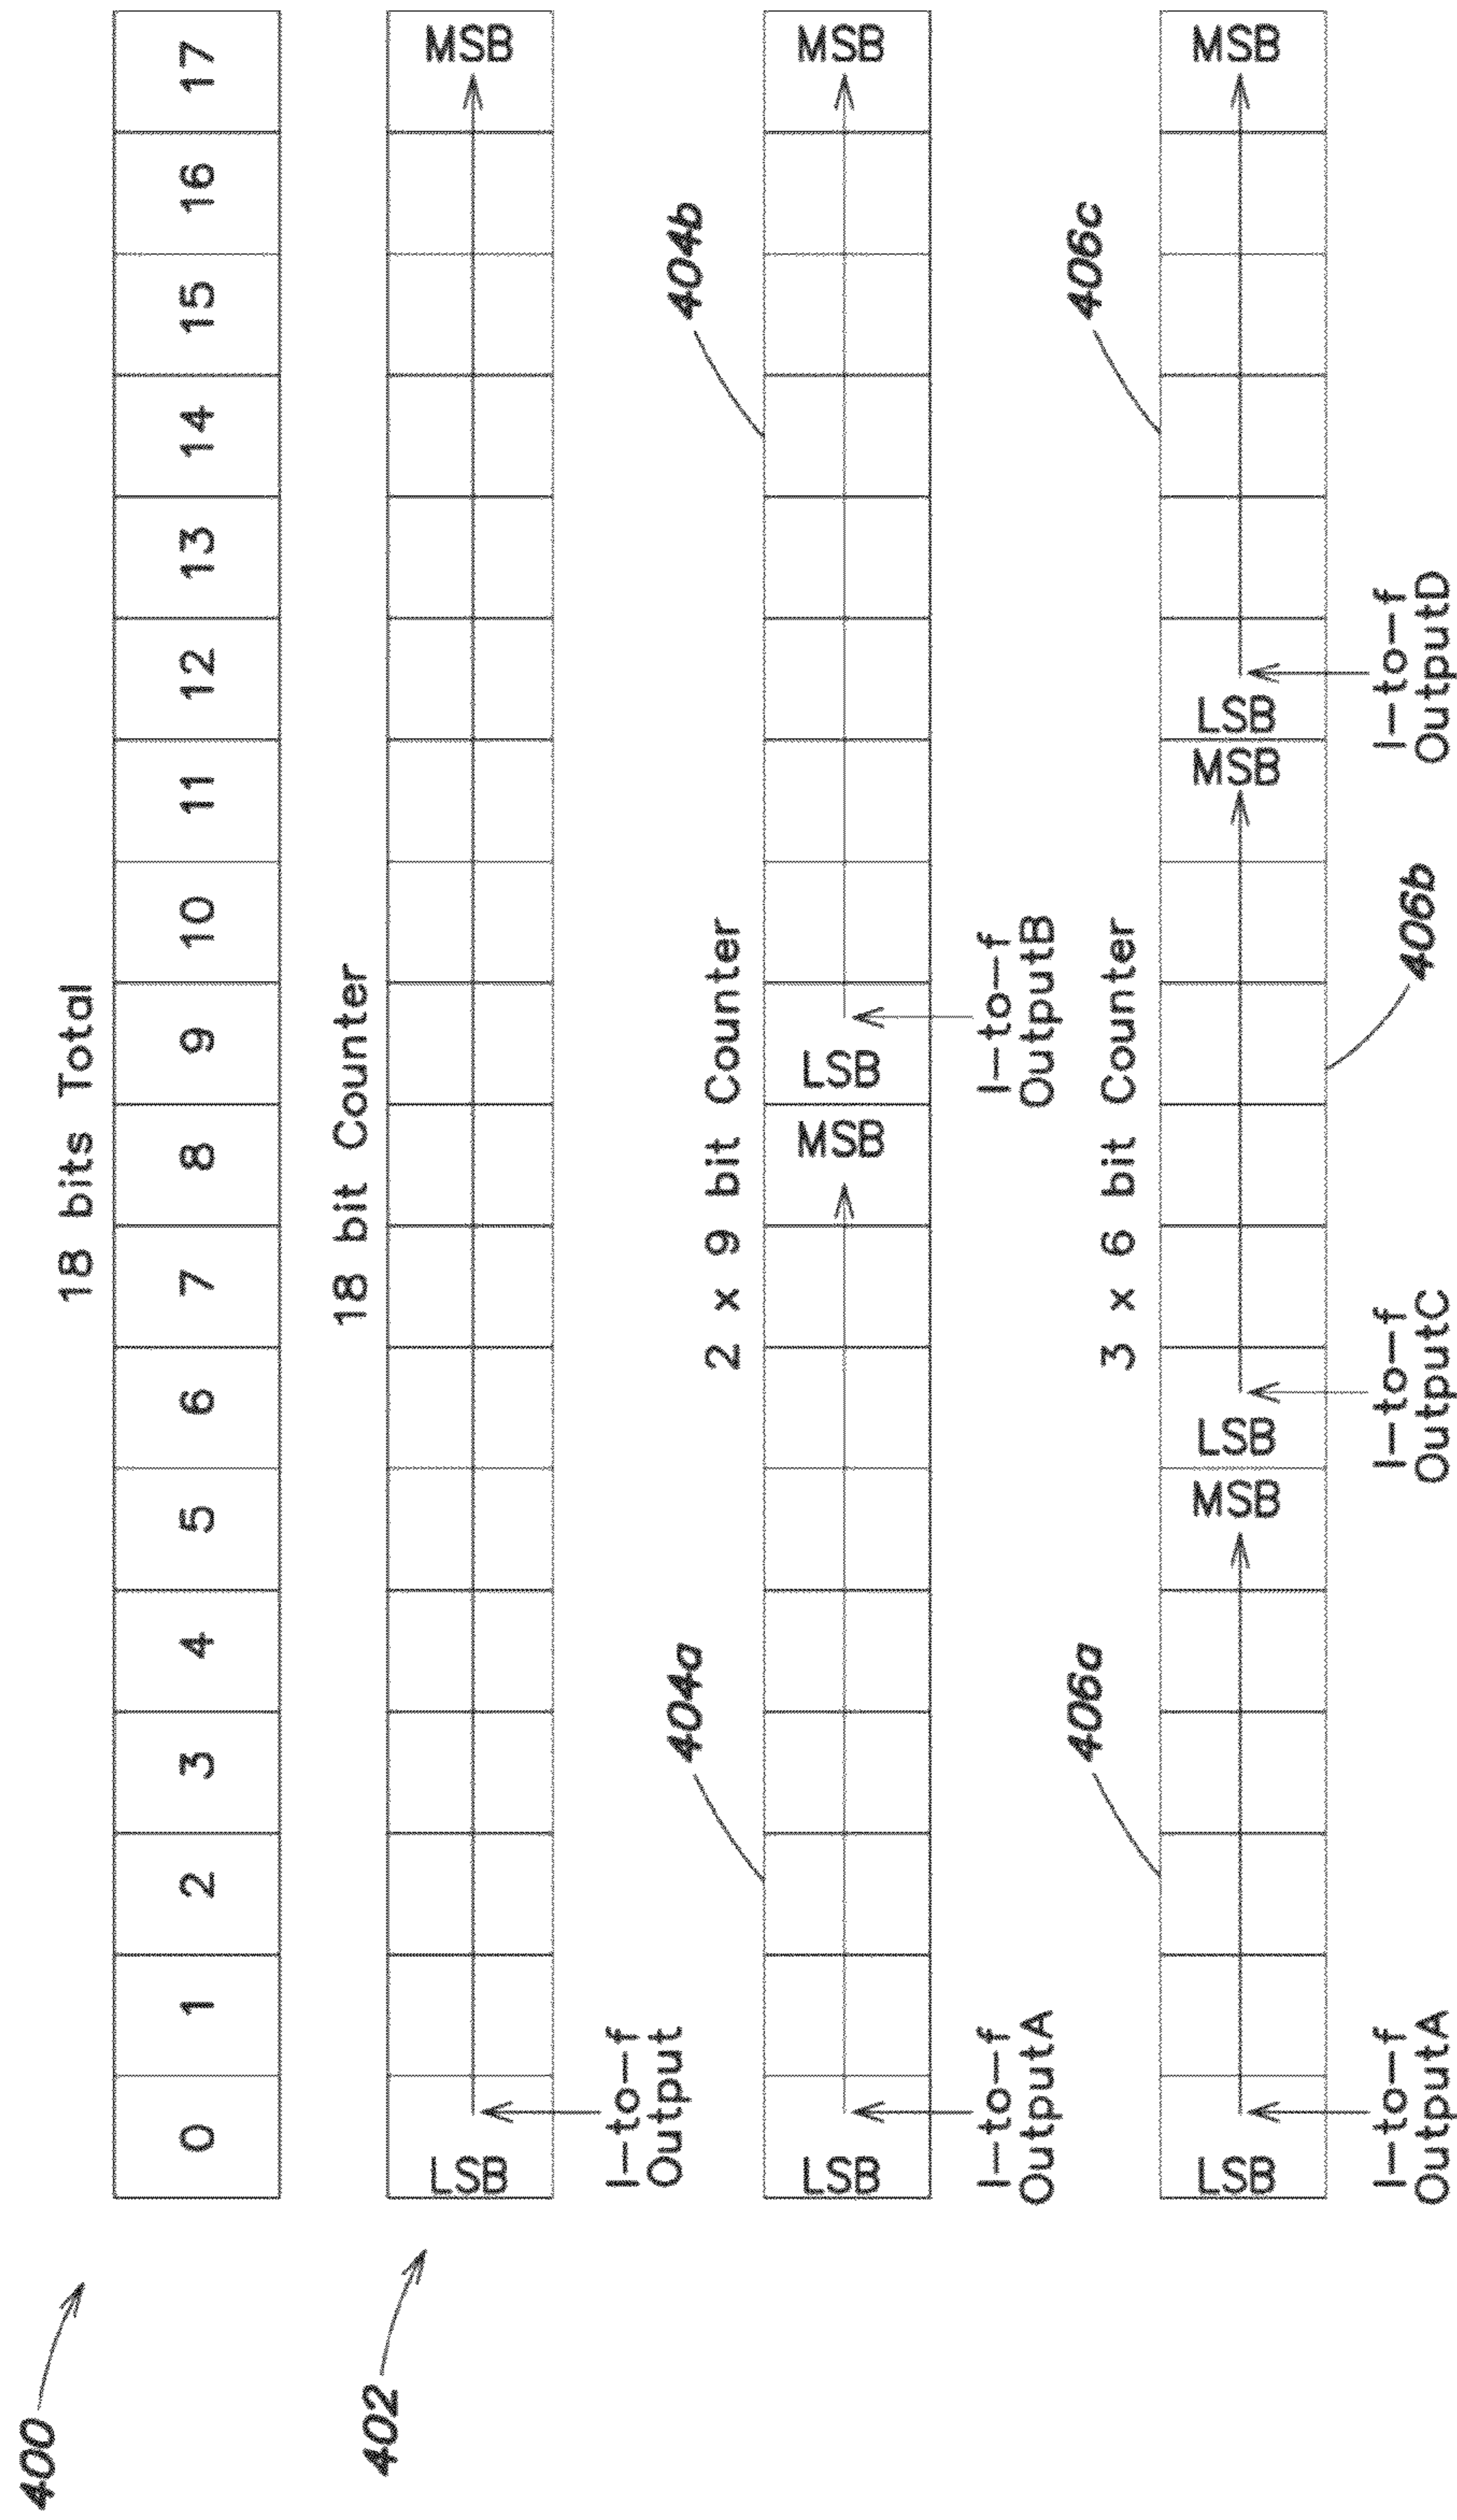 400
18 bits Total
0 1 2 3 4 5 6 7 8 9 10 11 12 13 14 15 16 17
402
18 bit Counter
LSB MSB
I-to-f
Output
2 x 9 bit Counter
404a 404b
LSB MSB LSB MSB
I-to-f
OutputA
I-to-f
OutputB
3 x 6 bit Counter
406a 406c
LSB MSB LSB MSB LSB MSB
406b
I-to-f
OutputA
I-to-f
OutputC
I-to-f
OutputD